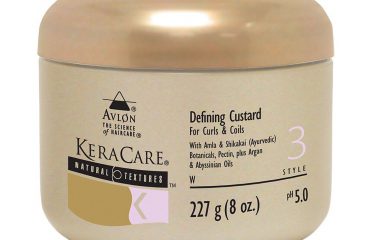 AVLON
THE SCIENCE
OF HAIRCARE®
KERACARE®
NATURAL TEXTURES™
K
Defining Custard
For Curls & Coils
With Amla & Shikakai (Ayurvedic)
Botanicals, Pectin, plus Argan
& Abyssinian Oils
W
3
STYLE
227 g (8 oz.)
pH 5.0